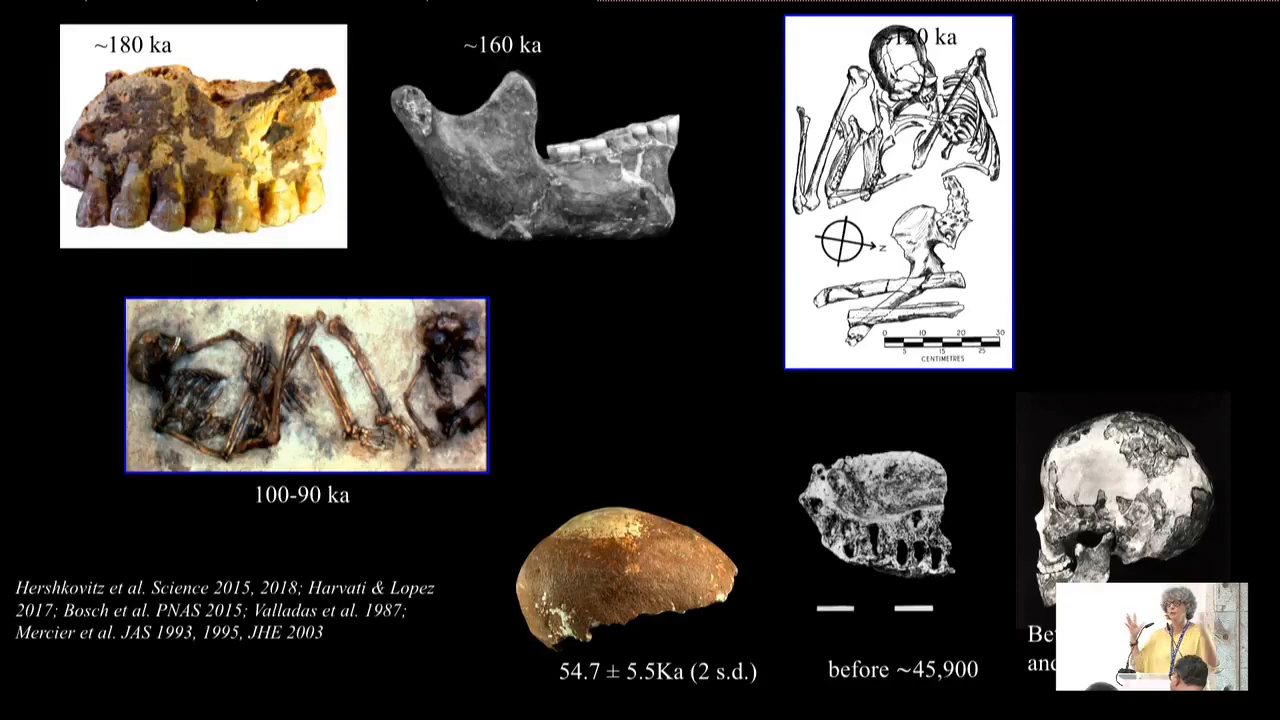 ~180 ka
~160 ka
~120 ka
z
0 10 20 30
5 15 25
CENTIMETRES
100-90 ka
Hershkovitz et al. Science 2015, 2018; Harvati & Lopez
2017; Bosch et al. PNAS 2015; Valladas et al. 1987;
Mercier et al. JAS 1993, 1995, JHE 2003
54.7 ± 5.5Ka (2 s.d.)
before ~45,900